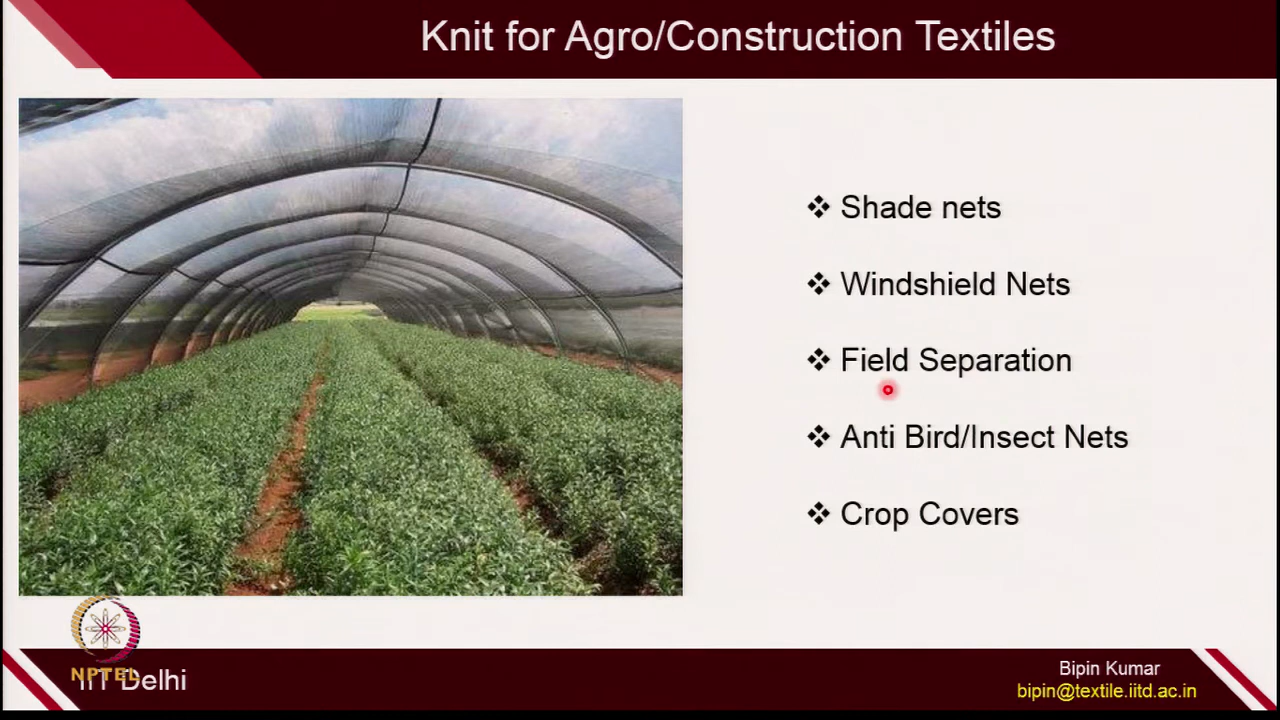 Knit for Agro/Construction Textiles
❖ Shade nets
❖ Windshield Nets
❖ Field Separation
❖ Anti Bird/Insect Nets
❖ Crop Covers
NPTEL
IIT Delhi
Bipin Kumar
bipin@textile.iitd.ac.in